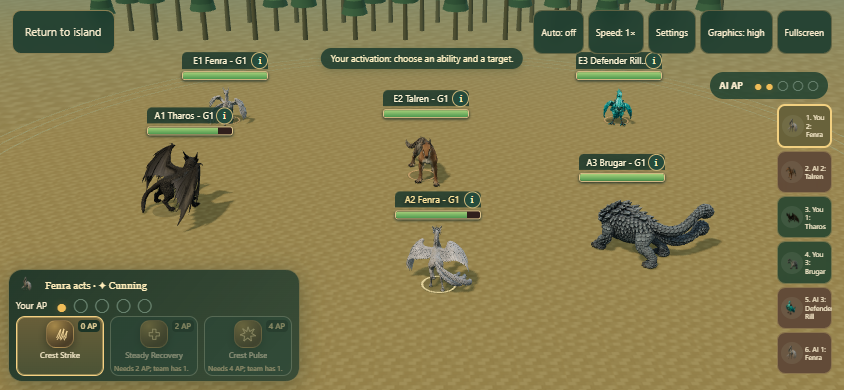 Return to island
Auto: off
Speed: 1×
Settings
Graphics: high
Fullscreen
Your activation: choose an ability and a target.
E1 Fenra - G1 i
E3 Defender Rill... i
A1 Tharos - G1 i
E2 Talren - G1 i
A3 Brugar - G1 i
A2 Fenra - G1 i
AI AP
1. You
2:
Fenra
2. AI 2:
Talren
3. You
1:
Tharos
4. You
3:
Brugar
5. AI 3:
Defender
Rill
6. AI 1:
Fenra
Fenra acts · ✦ Cunning
Your AP
0 AP
Crest Strike
2 AP
Steady Recovery
Needs 2 AP; team has 1.
4 AP
Crest Pulse
Needs 4 AP; team has 1.